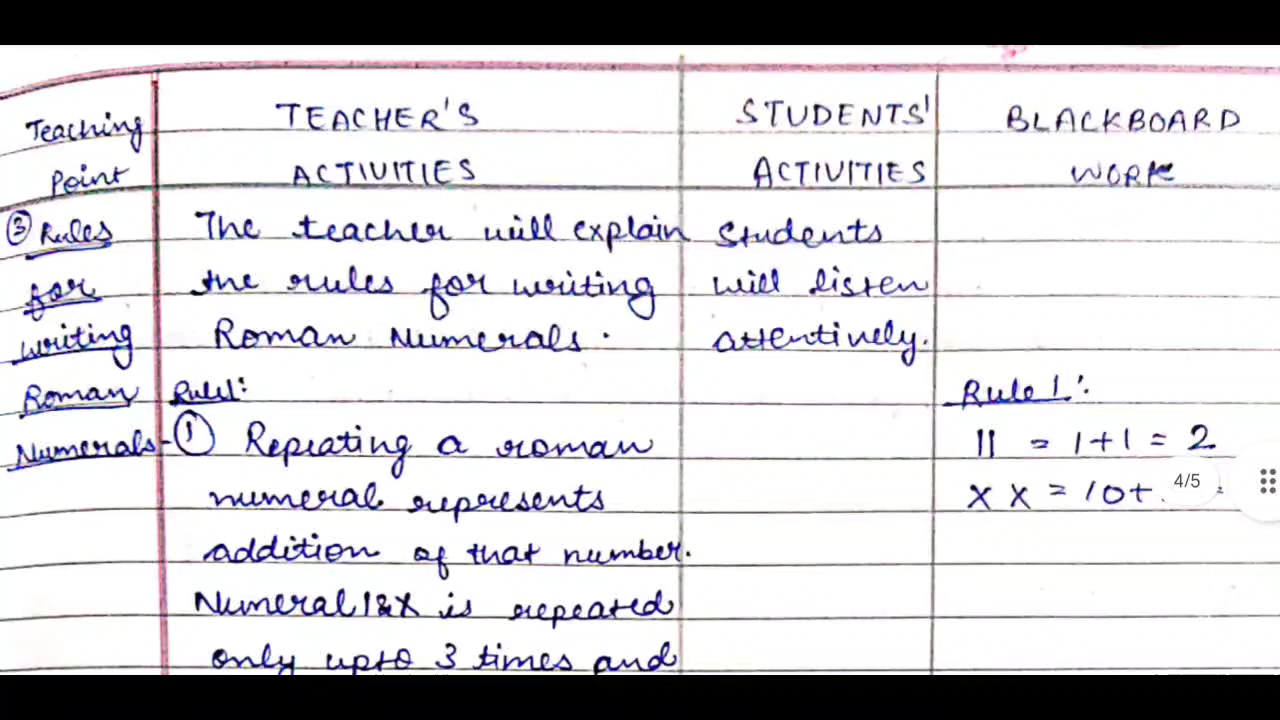 Teaching TEACHER'S STUDENTS' BLACKBOARD
Point ACTIVITIES ACTIVITIES WORK
③ Rules The teacher will explain Students
for the rules for writing will listen
writing Roman Numerals. attentively.
Roman Rule1: Rule 1:
Numerals- ① Repeating a roman II = 1+1 = 2
numeral represents X X = 10+ 4/5
addition of that number.
Numeral I & X is repeated
only upto 3 times and